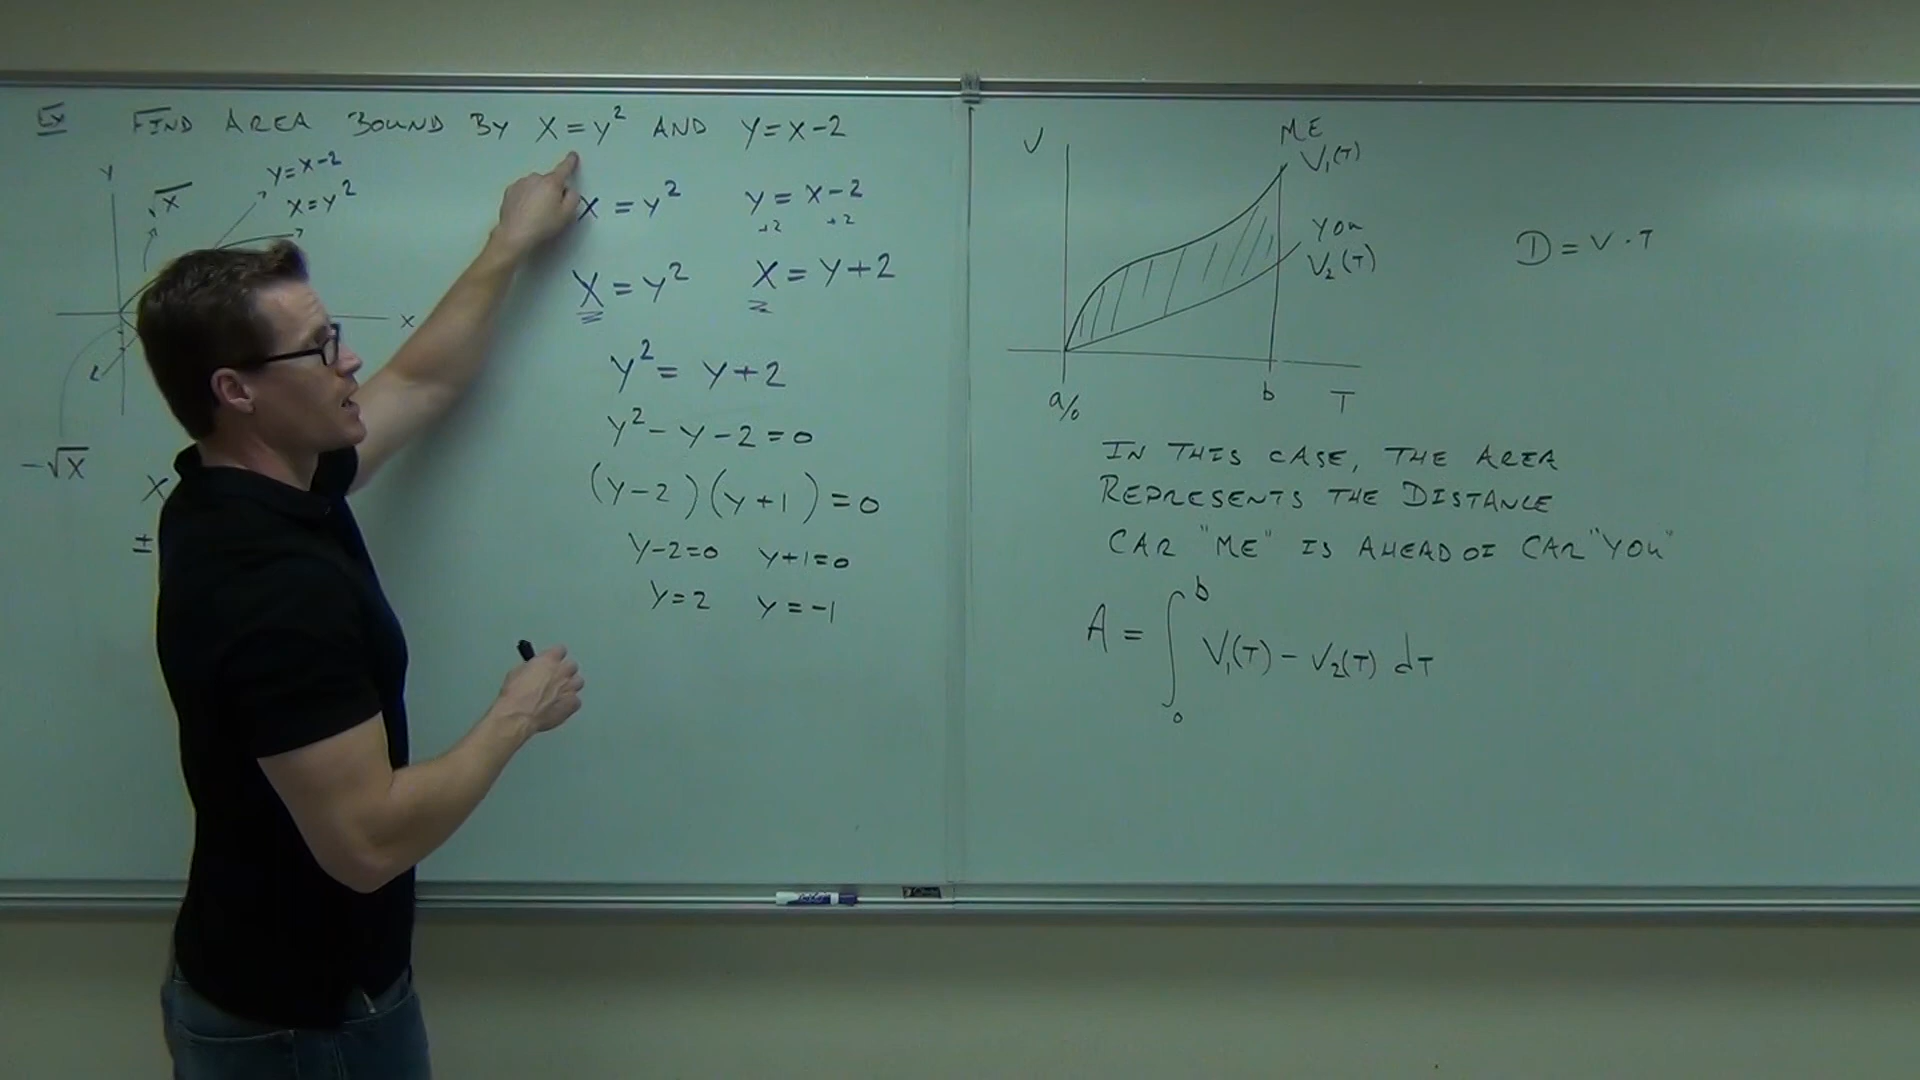 Ex FIND AREA BOUND BY X=y² AND Y=X-2
Y
y=x-2
√x
x=y²
x
-√x
X
±
X=y² y=x-2
+2 +2
X=y² X=y+2
y²=y+2
y²-y-2=0
(y-2)(y+1)=0
y-2=0 y+1=0
y=2 y=-1
V
ME
V₁(T)
YOU
V₂(T)
a/0 b T
D=V·T
IN THIS CASE, THE AREA
REPRESENTS THE DISTANCE
CAR "ME" IS AHEAD OF CAR "YOU"
A=∫₀ᵇ V₁(T)-V₂(T) dT